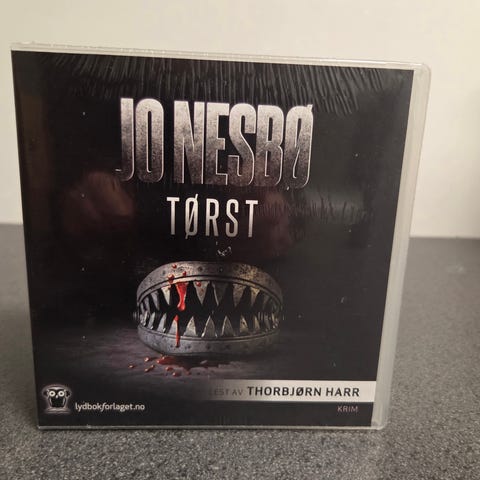 JO NESBØ
TØRST
LEST AV THORBJØRN HARR
lydbokforlaget.no
KRIM